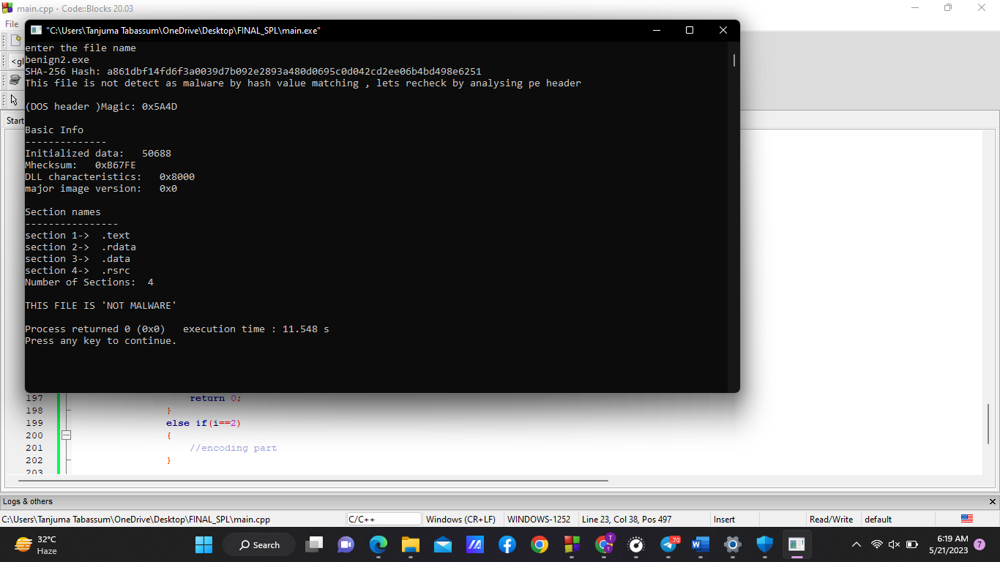 main.cpp - Code::Blocks 20.03
File
"C:\Users\Tanjuma Tabassum\OneDrive\Desktop\FINAL_SPL\main.exe"
enter the file name
benign2.exe
SHA-256 Hash: a861dbf14fd6f3a0039d7b092e2893a480d0695c0d042cd2ee06b4bd498e6251
This file is not detect as malware by hash value matching , lets recheck by analysing pe header
(DOS header )Magic: 0x5A4D
Basic Info
--------------
Initialized data:   50688
Mhecksum:   0xB67FE
DLL characteristics:   0x8000
major image version:   0x0
Section names
----------------
section 1->  .text
section 2->  .rdata
section 3->  .data
section 4->  .rsrc
Number of Sections:  4
THIS FILE IS 'NOT MALWARE'
Process returned 0 (0x0)   execution time : 11.548 s
Press any key to continue.
<gl
Start
197 return 0;
198 }
199 else if(i==2)
200 {
201 //encoding part
202 }
203
Logs & others
C:\Users\Tanjuma Tabassum\OneDrive\Desktop\FINAL_SPL\main.cpp C/C++ Windows (CR+LF) WINDOWS-1252 Line 23, Col 38, Pos 497 Insert Read/Write default
32°C
Haze
Search
70
T
6:19 AM
5/21/2023
7